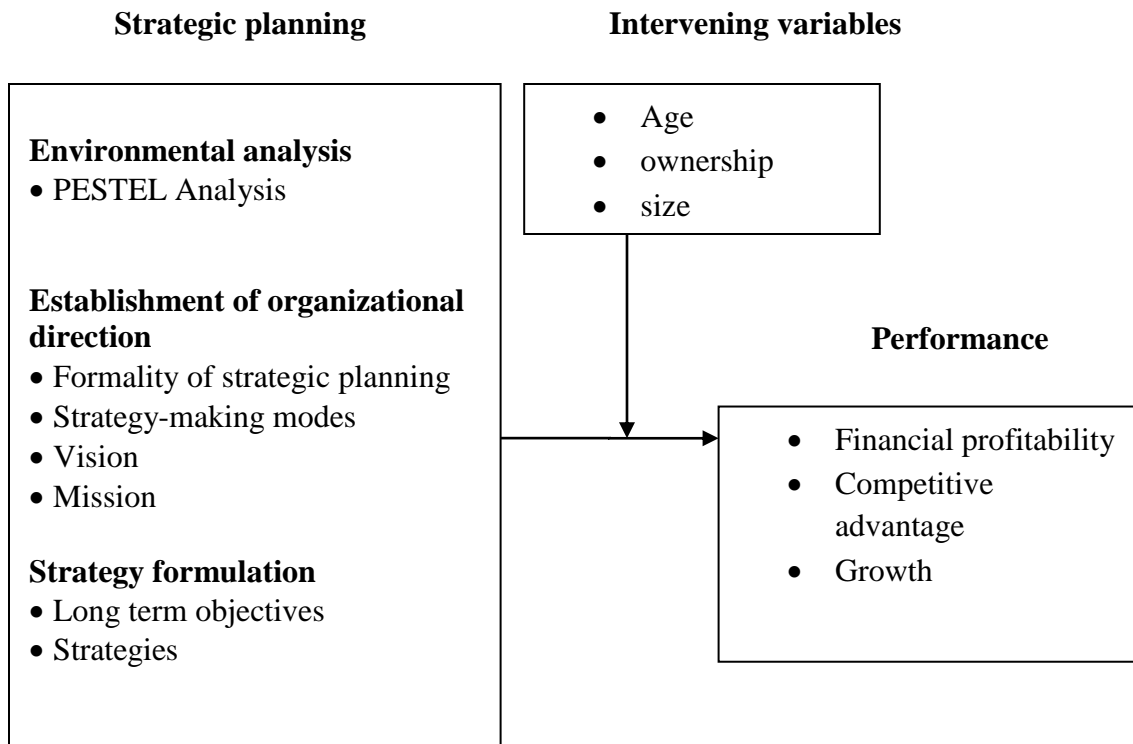 Strategic planning
Intervening variables
Environmental analysis
• PESTEL Analysis
Establishment of organizational
direction
• Formality of strategic planning
• Strategy-making modes
• Vision
• Mission
Strategy formulation
• Long term objectives
• Strategies
• Age
• ownership
• size
Performance
• Financial profitability
• Competitive
advantage
• Growth